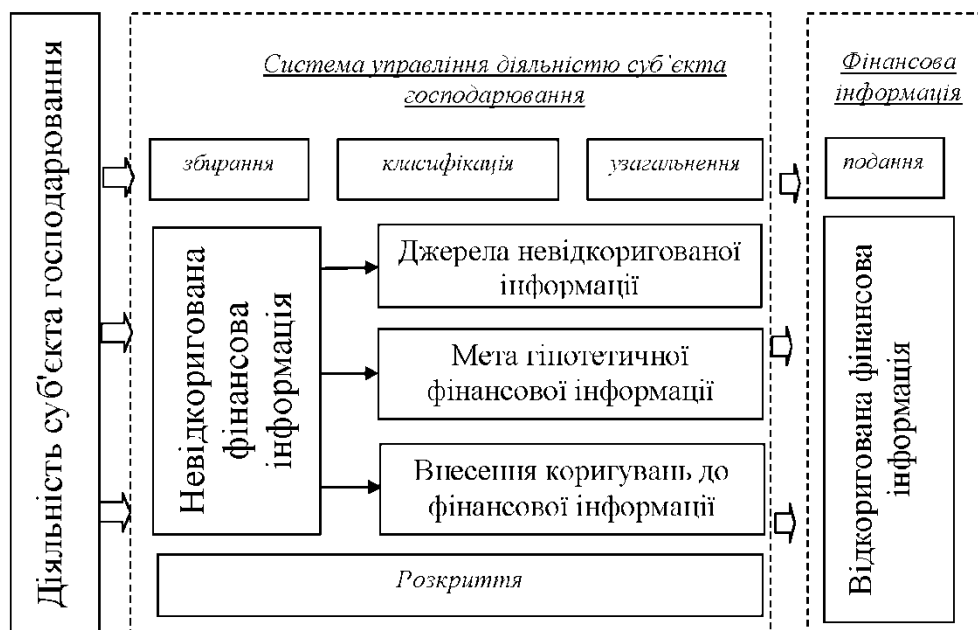 Діяльність суб'єкта господарювання
Система управління діяльністю суб'єкта
господарювання
Фінансова
інформація
збирання
класифікація
узагальнення
подання
Невідкоригована
фінансова
інформація
Джерела невідкоригованої
інформації
Мета гіпотетичної
фінансової інформації
Внесення коригувань до
фінансової інформації
Розкриття
Відкоригована фінансова
інформація